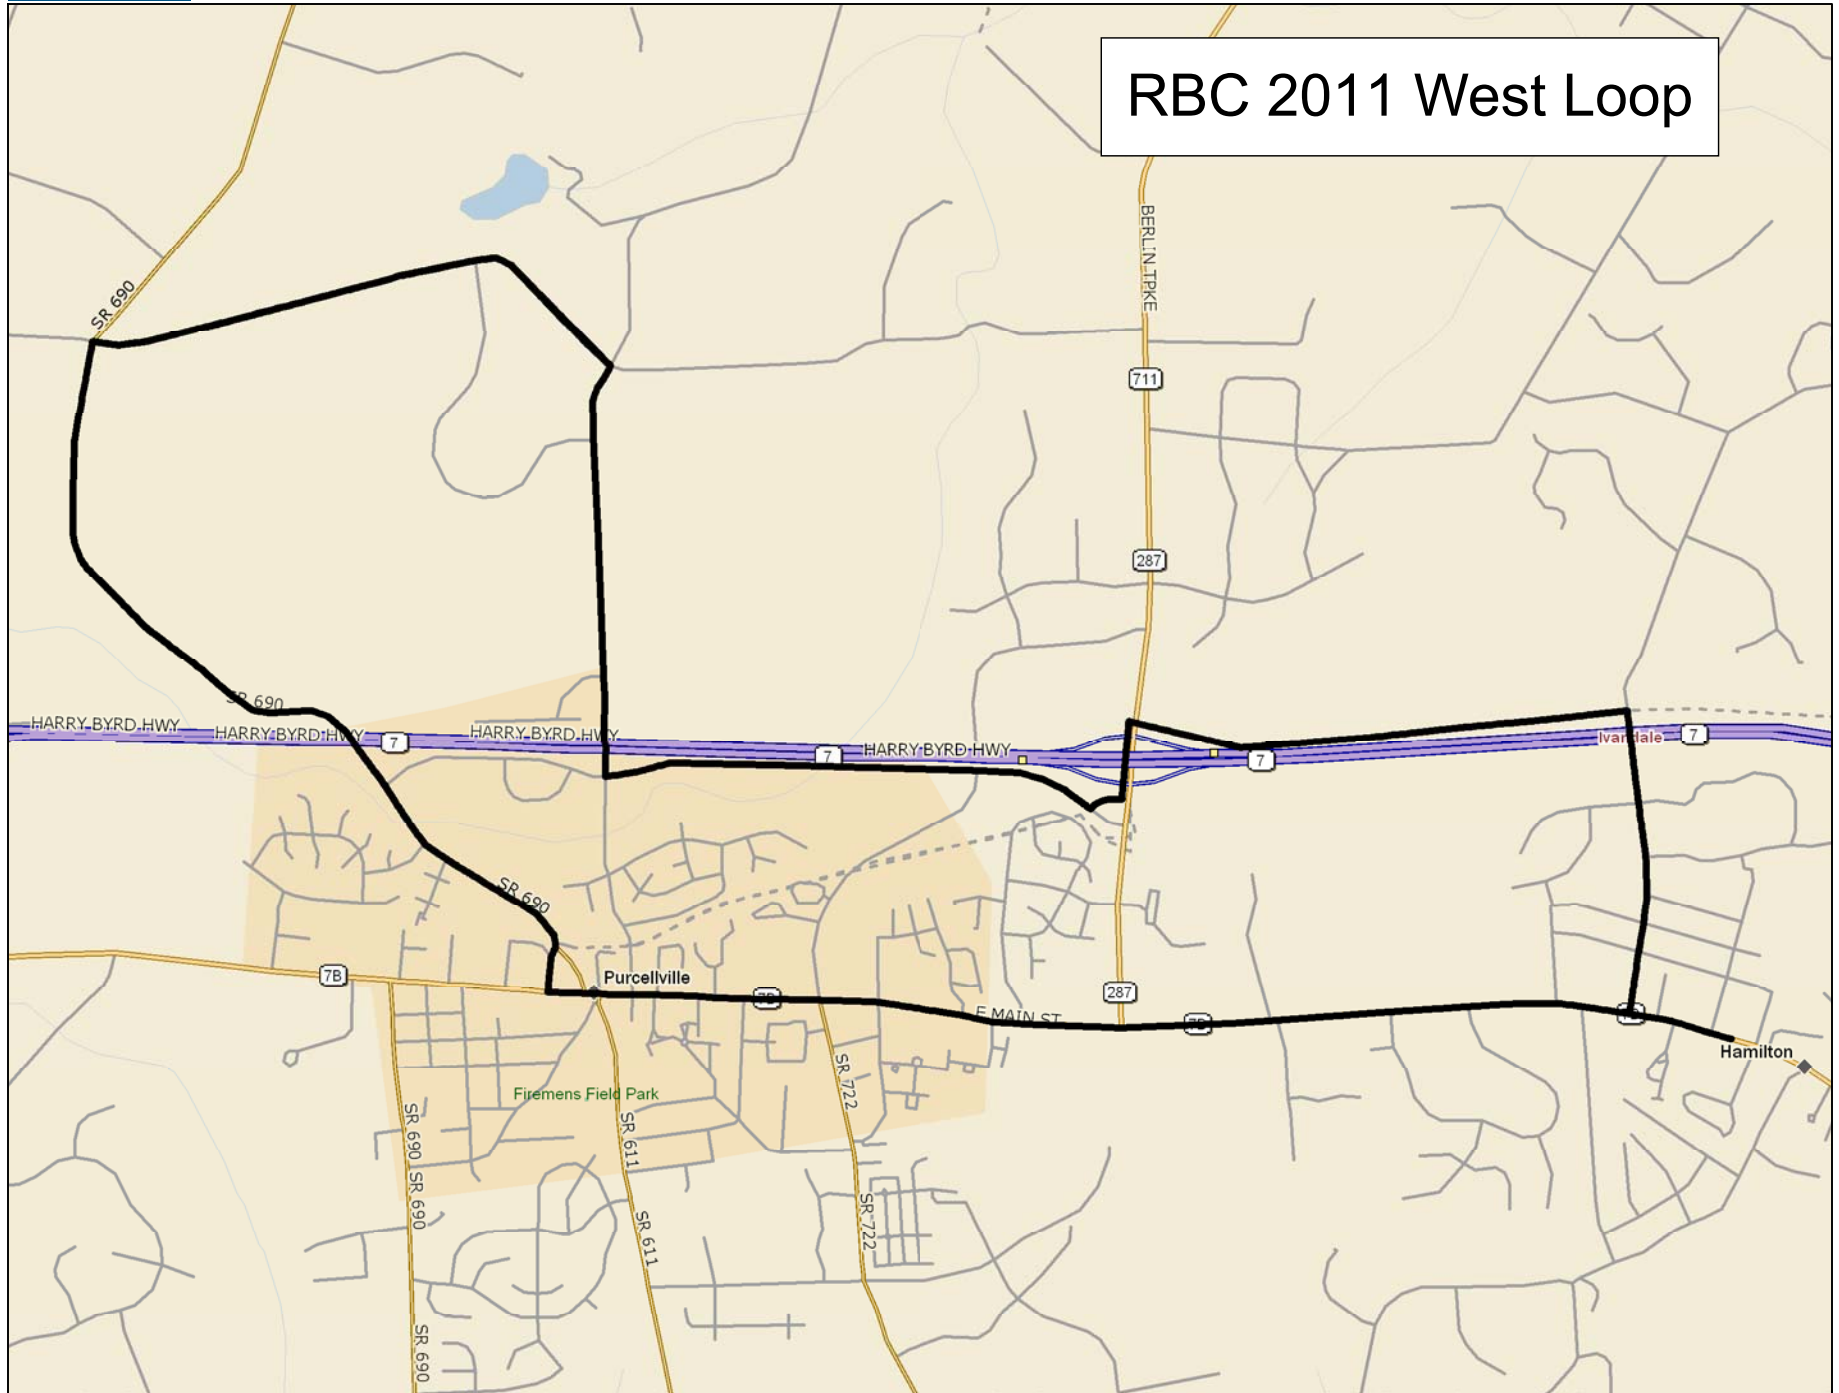 RBC 2011 West Loop
SR 690
BERLIN TPKE
711
287
SR 690
HARRY BYRD HWY
HARRY BYRD HWY
HARRY BYRD HWY
HARRY BYRD HWY
7
7
7
7
Ivandale
SR 690
7B
Purcellville
7B
E MAIN ST
287
7B
7B
Hamilton
Firemens Field Park
SR 722
SR 690
SR 611
SR 690
SR 611
SR 722
SR 690